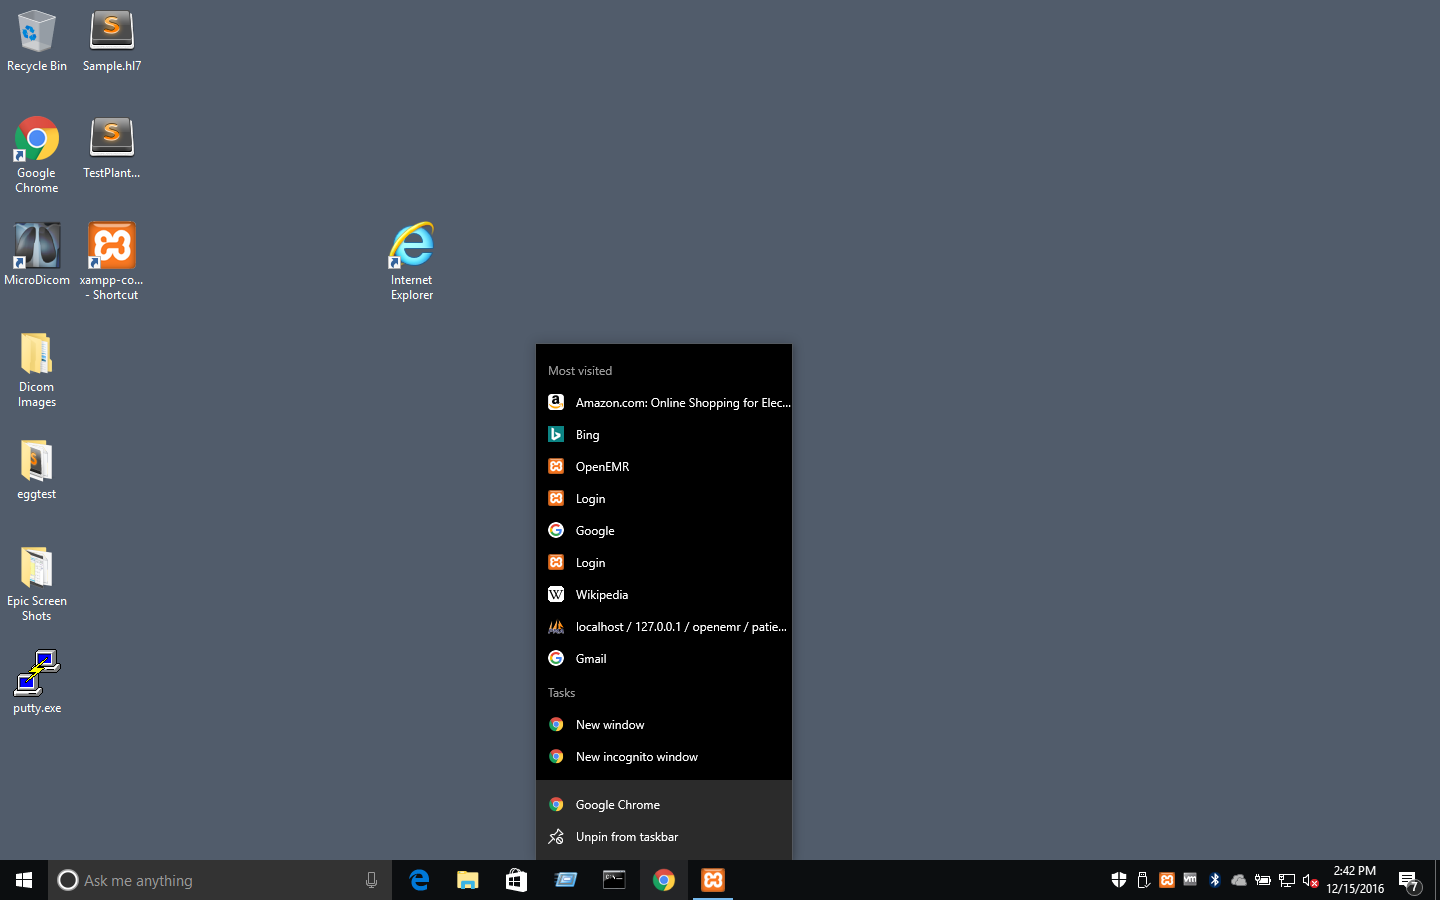 Recycle Bin
Sample.hl7
Google
Chrome
TestPlant...
MicroDicom
xampp-co...
- Shortcut
Internet
Explorer
Dicom
Images
eggtest
Epic Screen
Shots
putty.exe
Most visited
Amazon.com: Online Shopping for Elec...
Bing
OpenEMR
Login
Google
Login
Wikipedia
localhost / 127.0.0.1 / openemr / patie...
Gmail
Tasks
New window
New incognito window
Google Chrome
Unpin from taskbar
Ask me anything
2:42 PM
12/15/2016
7